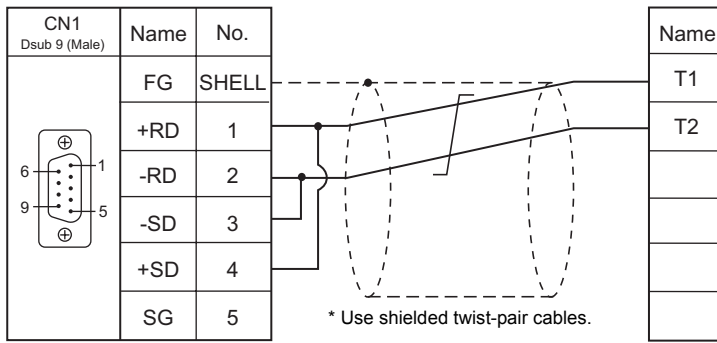 CN1
Dsub 9 (Male)
Name
No.
Name
FG
SHELL
T1
+RD
1
T2
6
1
-RD
2
9
5
-SD
3
+SD
4
SG
5
* Use shielded twist-pair cables.